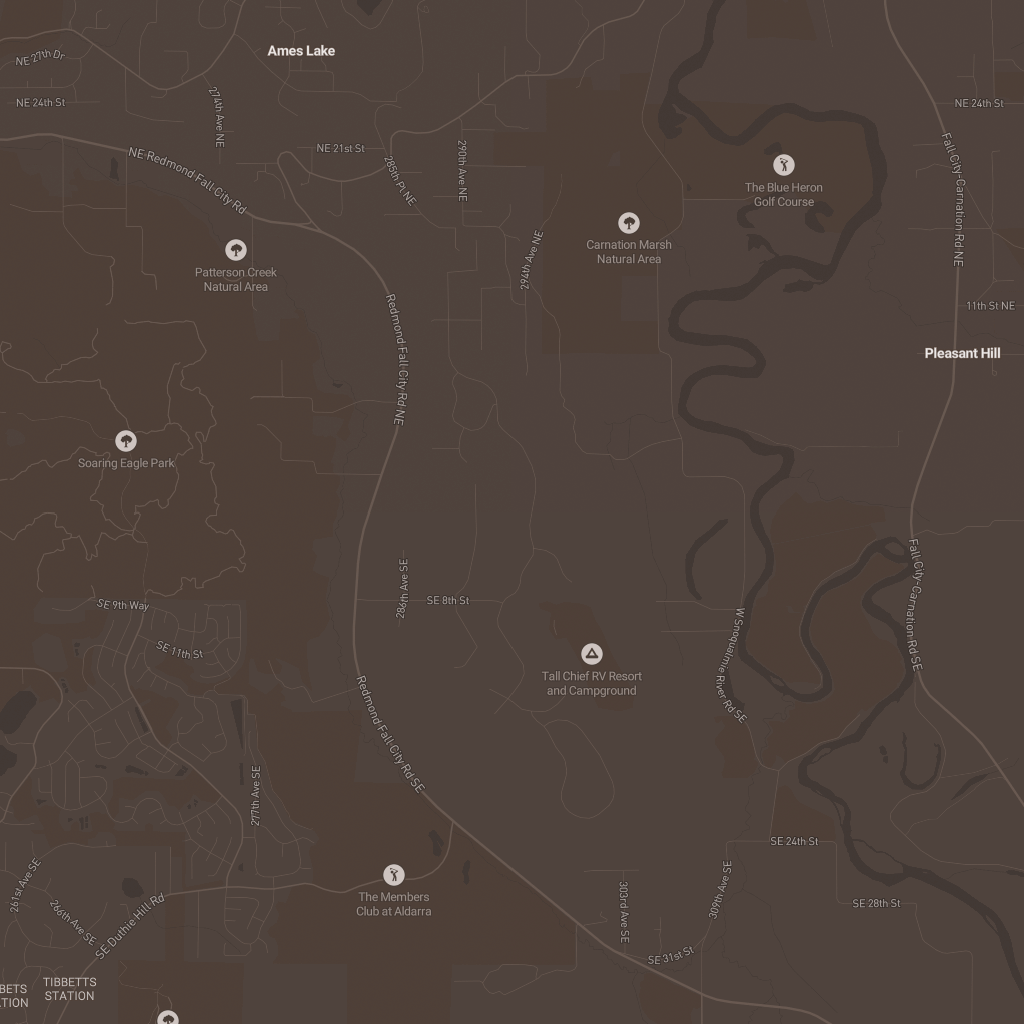 Ames Lake
NE 27th Dr
NE 24th St
274th Ave NE
NE 24th St
NE 21st St
NE Redmond Fall City Rd
285th Pl NE
290th Ave NE
The Blue Heron
Golf Course
Fall City-Carnation Rd NE
Carnation Marsh
Natural Area
Patterson Creek
Natural Area
294th Ave NE
11th St NE
Redmond Fall City Rd NE
Pleasant Hill
Soaring Eagle Park
286th Ave SE
SE 8th St
SE 9th Way
SE 11th St
Fall City-Carnation Rd SE
W Snoqualmie River Rd SE
Tall Chief RV Resort
and Campground
Redmond Fall City Rd SE
277th Ave SE
SE 24th St
261st Ave SE
266th Ave SE
SE Duthie Hill Rd
The Members
Club at Aldarra
303rd Ave SE
309th Ave SE
SE 28th St
SE 31st St
BETS
TION
TIBBETTS
STATION